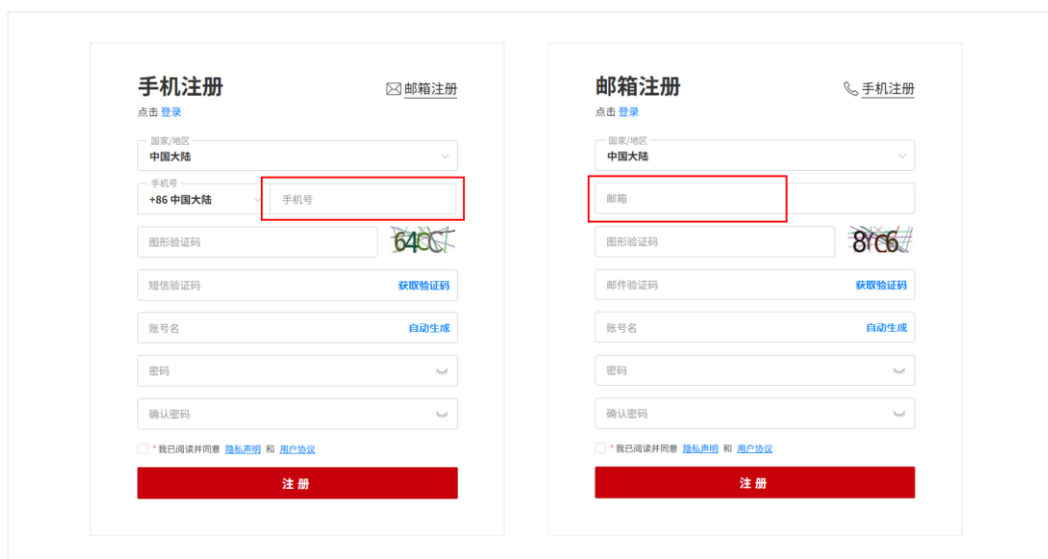 手机注册
邮箱注册
点击 登录
国家/地区
中国大陆
手机号
+86 中国大陆
手机号
图形验证码
64CCT
短信验证码
获取验证码
账号名
自动生成
密码
确认密码
*我已阅读并同意 隐私声明 和 用户协议
注 册
邮箱注册
手机注册
点击 登录
国家/地区
中国大陆
邮箱
图形验证码
8YC6
邮件验证码
获取验证码
账号名
自动生成
密码
确认密码
*我已阅读并同意 隐私声明 和 用户协议
注 册